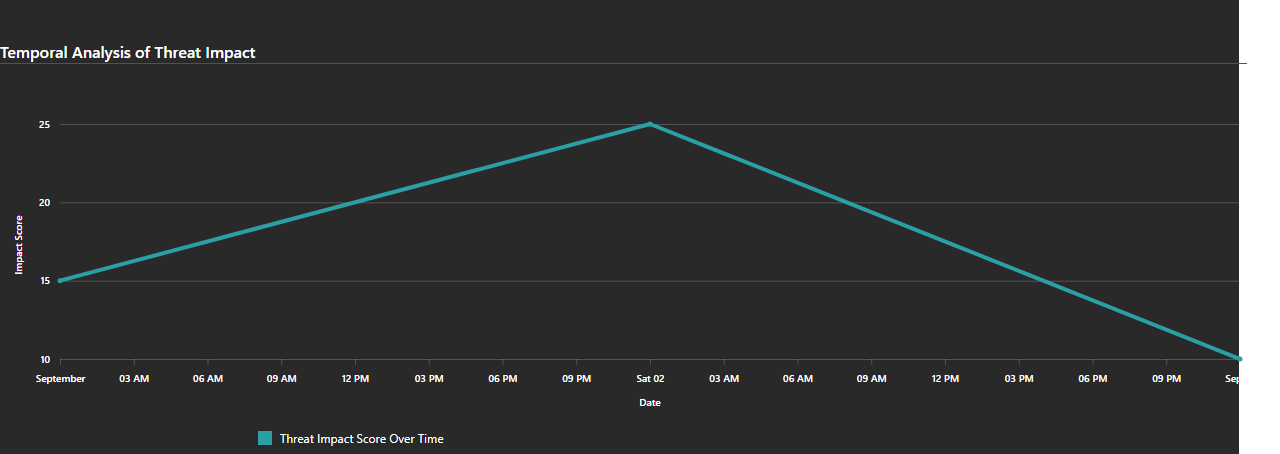 Temporal Analysis of Threat Impact
25
20
15
10
Impact Score
September 03 AM 06 AM 09 AM 12 PM 03 PM 06 PM 09 PM Sat 02 03 AM 06 AM 09 AM 12 PM 03 PM 06 PM 09 PM Sep
Date
Threat Impact Score Over Time